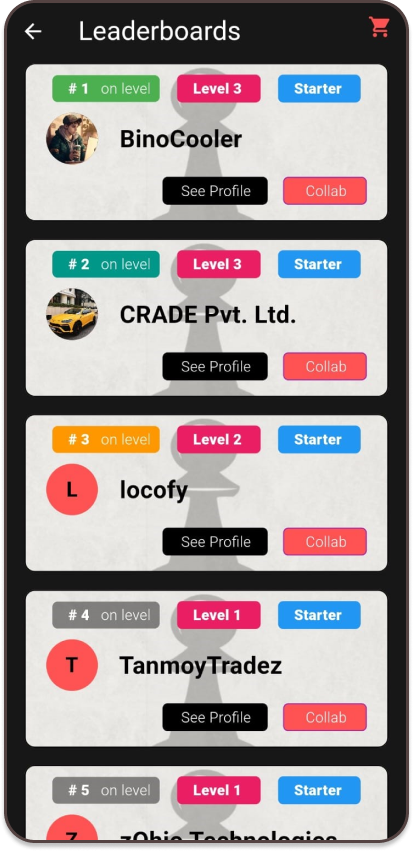 Leaderboards
# 1 on level Level 3 Starter
BinoCooler
See Profile Collab
# 2 on level Level 3 Starter
CRADE Pvt. Ltd.
See Profile Collab
# 3 on level Level 2 Starter
L locofy
See Profile Collab
# 4 on level Level 1 Starter
T TanmoyTradez
See Profile Collab
# 5 on level Level 1 Starter